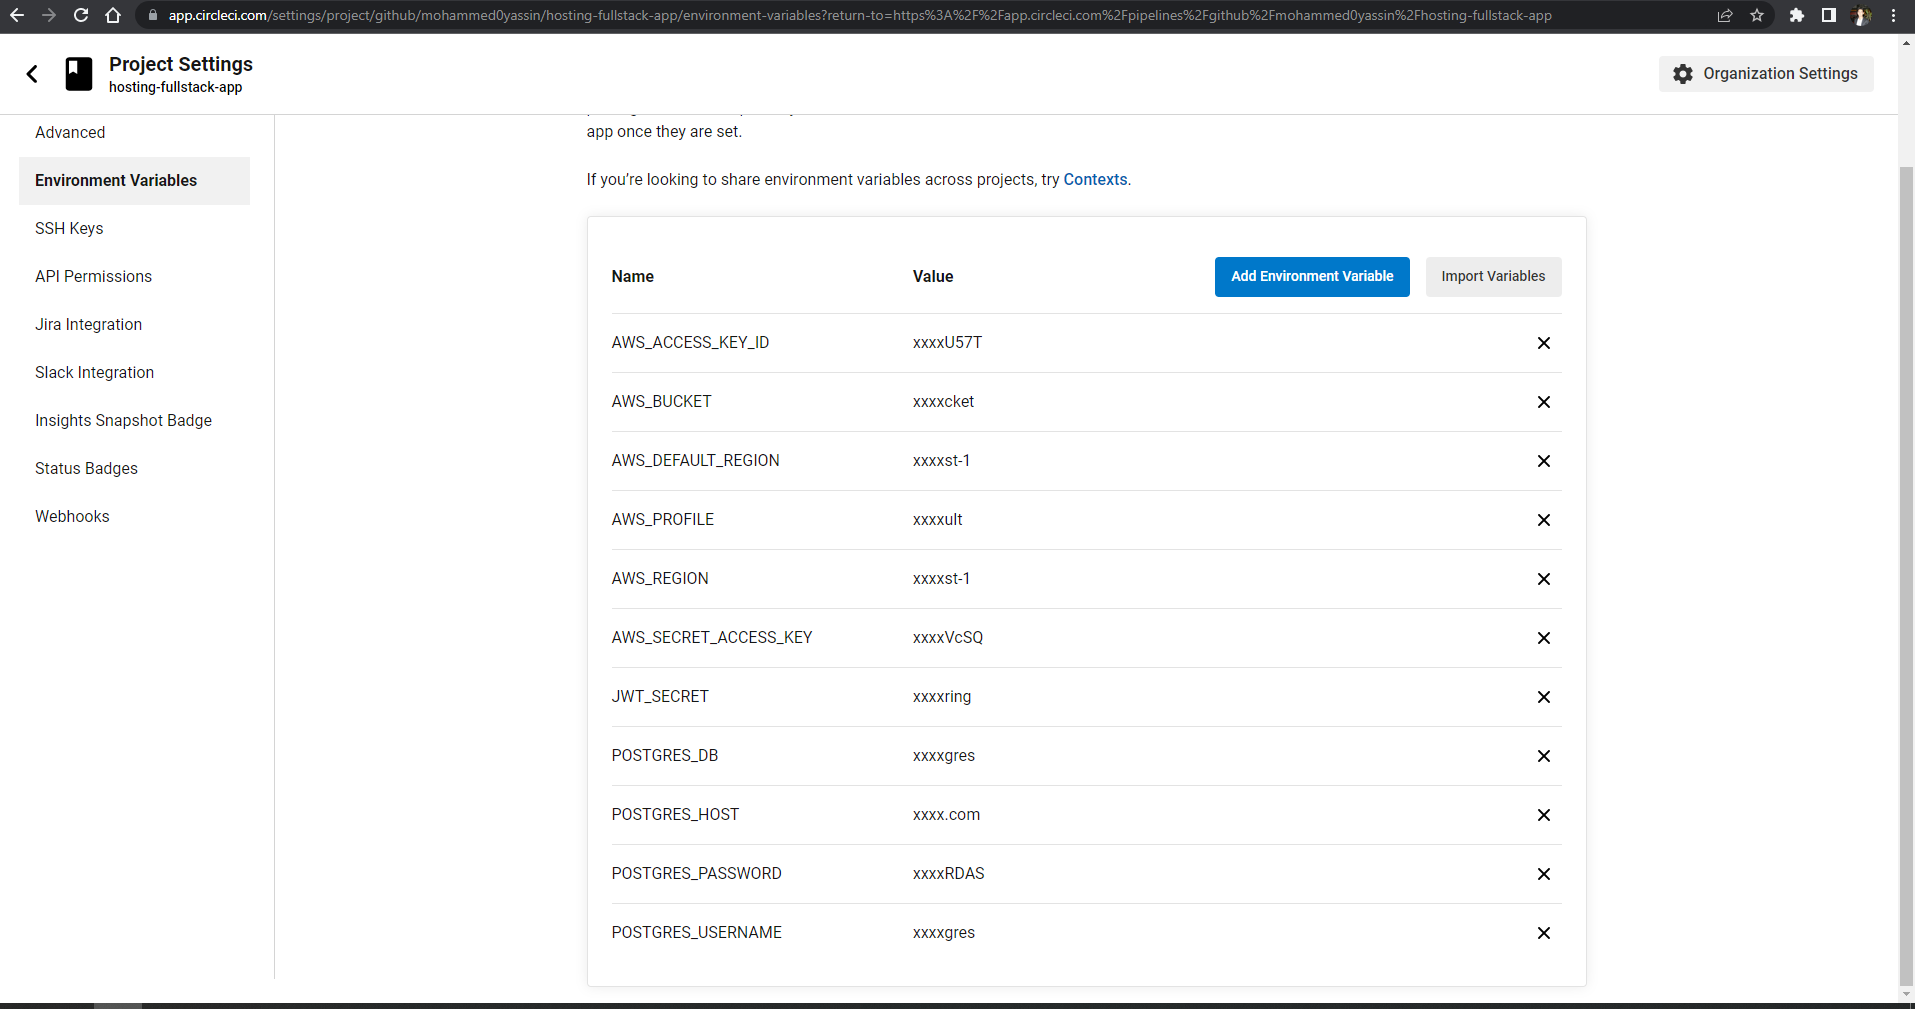 app.circleci.com/settings/project/github/mohammed0yassin/hosting-fullstack-app/environment-variables?return-to=https%3A%2F%2Fapp.circleci.com%2Fpipelines%2Fgithub%2Fmohammed0yassin%2Fhosting-fullstack-app
Project Settings
hosting-fullstack-app
Organization Settings
Advanced
Environment Variables
SSH Keys
API Permissions
Jira Integration
Slack Integration
Insights Snapshot Badge
Status Badges
Webhooks
app once they are set.
If you’re looking to share environment variables across projects, try Contexts.
Name Value Add Environment Variable Import Variables
AWS_ACCESS_KEY_ID xxxxU57T
AWS_BUCKET xxxxcket
AWS_DEFAULT_REGION xxxxst-1
AWS_PROFILE xxxxult
AWS_REGION xxxxst-1
AWS_SECRET_ACCESS_KEY xxxxVcSQ
JWT_SECRET xxxxring
POSTGRES_DB xxxxgres
POSTGRES_HOST xxxx.com
POSTGRES_PASSWORD xxxxRDAS
POSTGRES_USERNAME xxxxgres